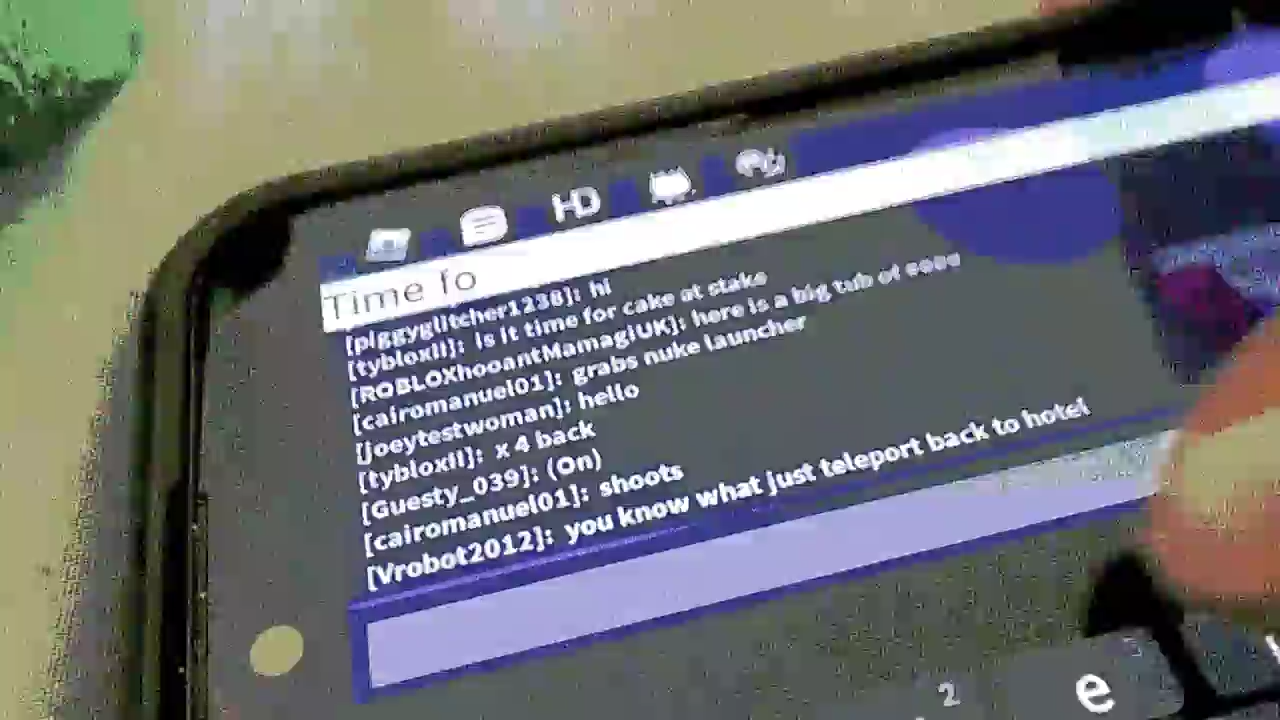 HD
Time fo
[piggyglitcher1238]: hi
[tybloxII]: is it time for cake at stake
[ROBLOXhooantMamagiUK]: here is a big tub of
[cairomanuel01]: grabs nuke launcher
[joeytestwoman]: hello
[tybloxII]: x 4 back
[Guesty_039]: (On)
[cairomanuel01]: shoots
[Vrobot2012]: you know what just teleport back to hotel
2
e
3